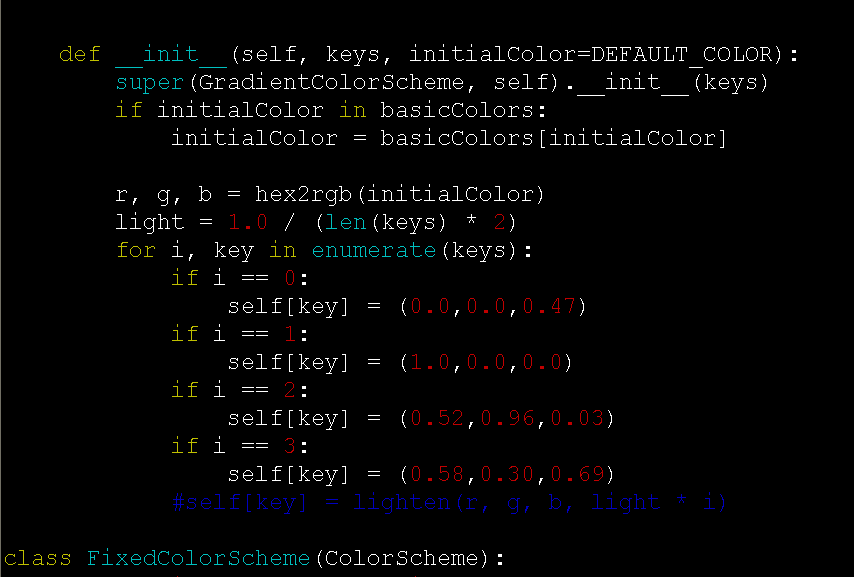 def __init__(self, keys, initialColor=DEFAULT_COLOR):
super(GradientColorScheme, self).__init__(keys)
if initialColor in basicColors:
initialColor = basicColors[initialColor]
r, g, b = hex2rgb(initialColor)
light = 1.0 / (len(keys) * 2)
for i, key in enumerate(keys):
if i == 0:
self[key] = (0.0,0.0,0.47)
if i == 1:
self[key] = (1.0,0.0,0.0)
if i == 2:
self[key] = (0.52,0.96,0.03)
if i == 3:
self[key] = (0.58,0.30,0.69)
#self[key] = lighten(r, g, b, light * i)
class FixedColorScheme(ColorScheme):